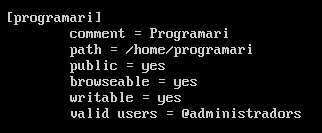 [programari]
comment = Programari
path = /home/programari
public = yes
browseable = yes
writable = yes
valid users = @administradors